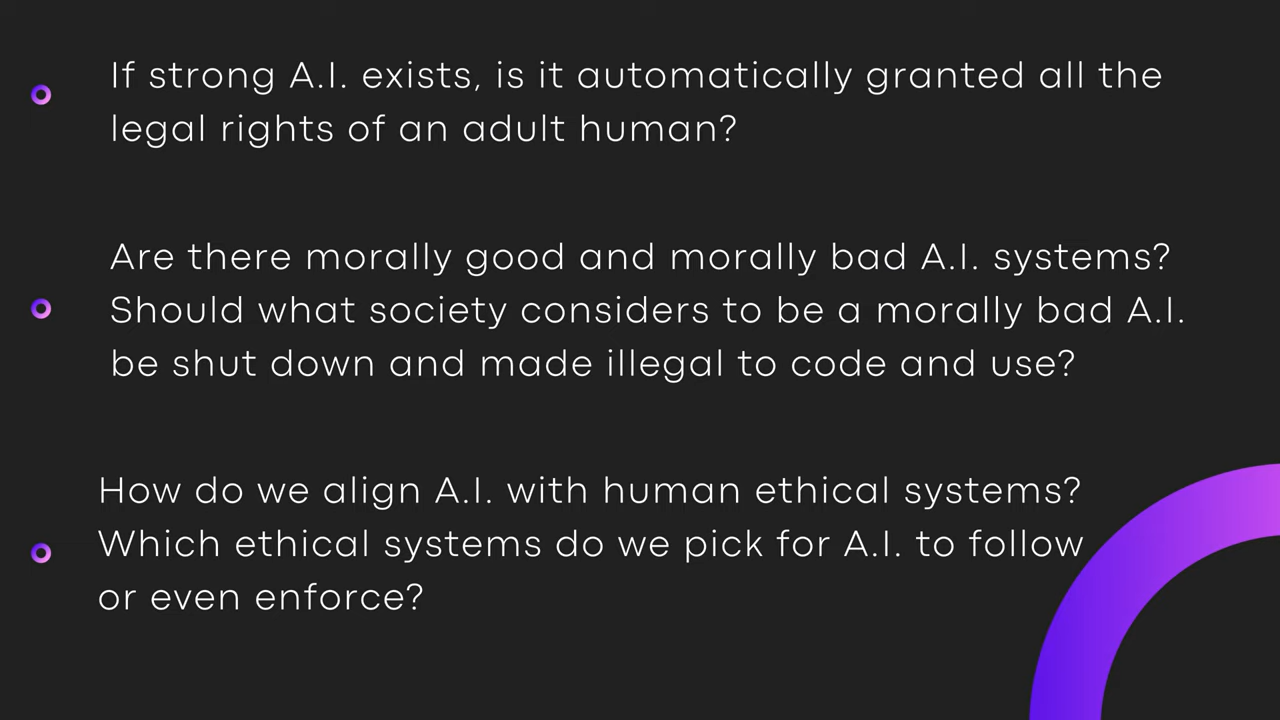 If strong A.I. exists, is it automatically granted all the
legal rights of an adult human?
Are there morally good and morally bad A.I. systems?
Should what society considers to be a morally bad A.I.
be shut down and made illegal to code and use?
How do we align A.I. with human ethical systems?
Which ethical systems do we pick for A.I. to follow
or even enforce?